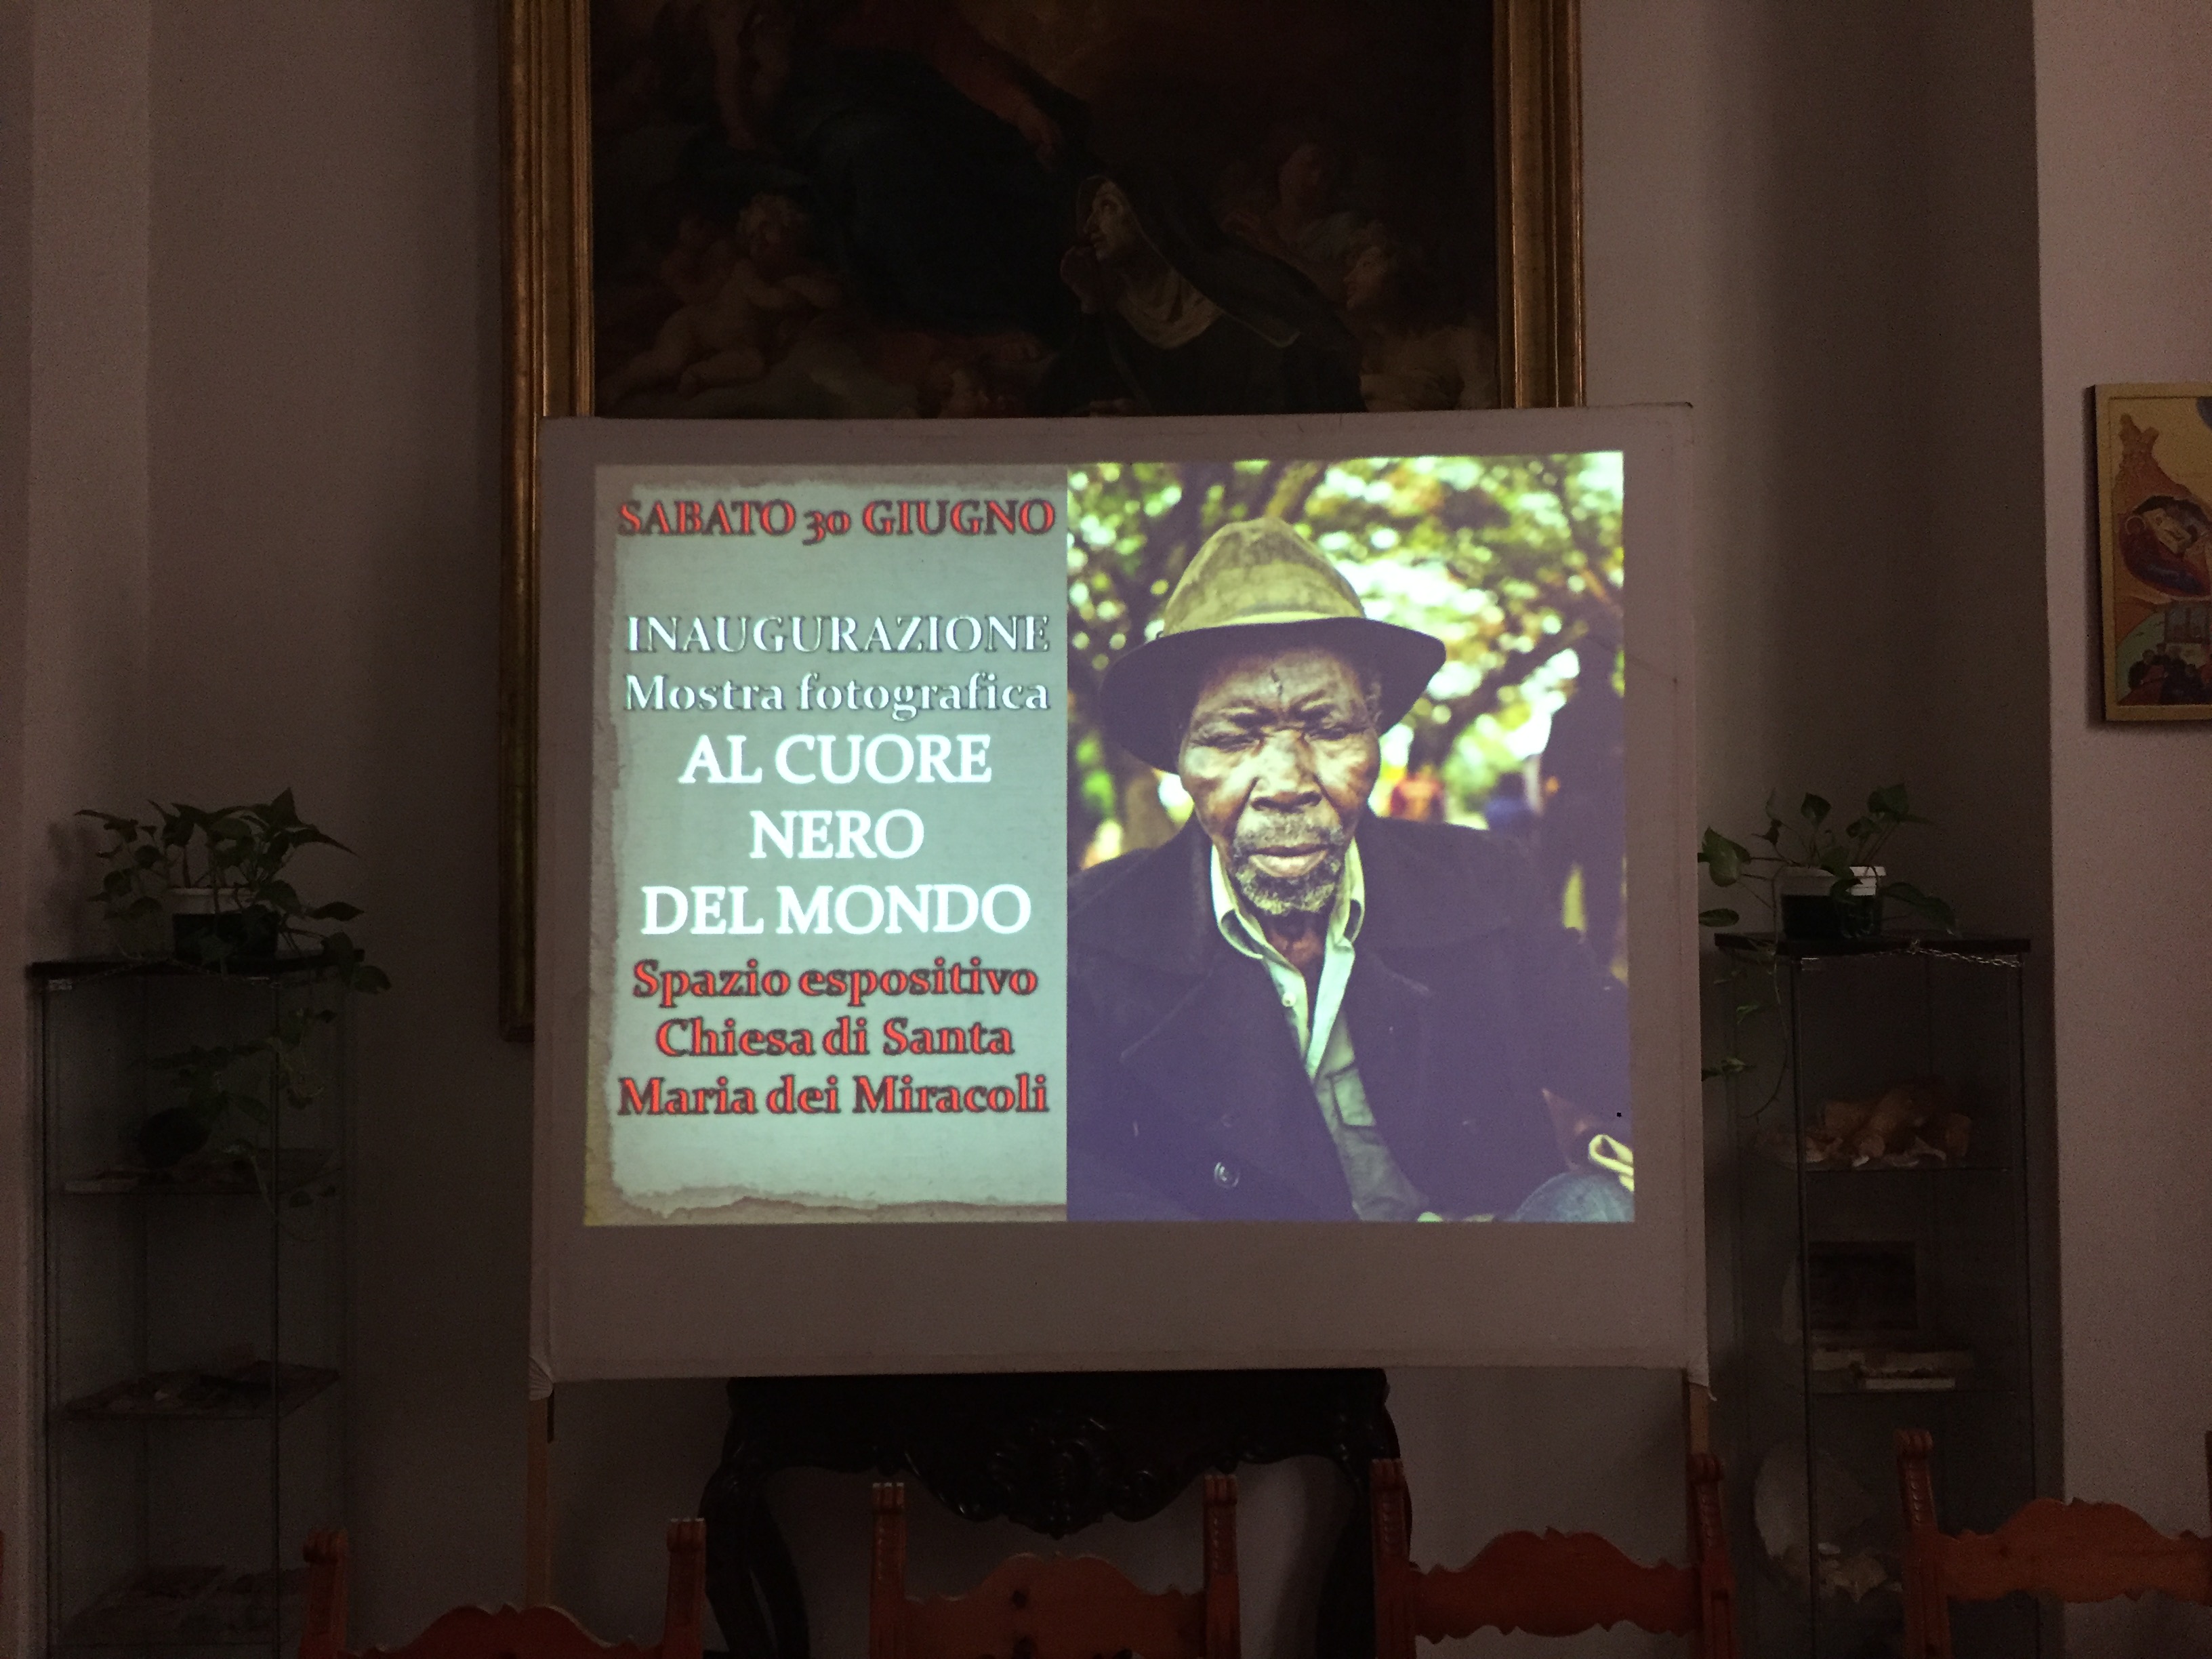 SABATO 30 GIUGNO
INAUGURAZIONE
Mostra fotografica
AL CUORE
NERO
DEL MONDO
Spazio espositivo
Chiesa di Santa
Maria dei Miracoli